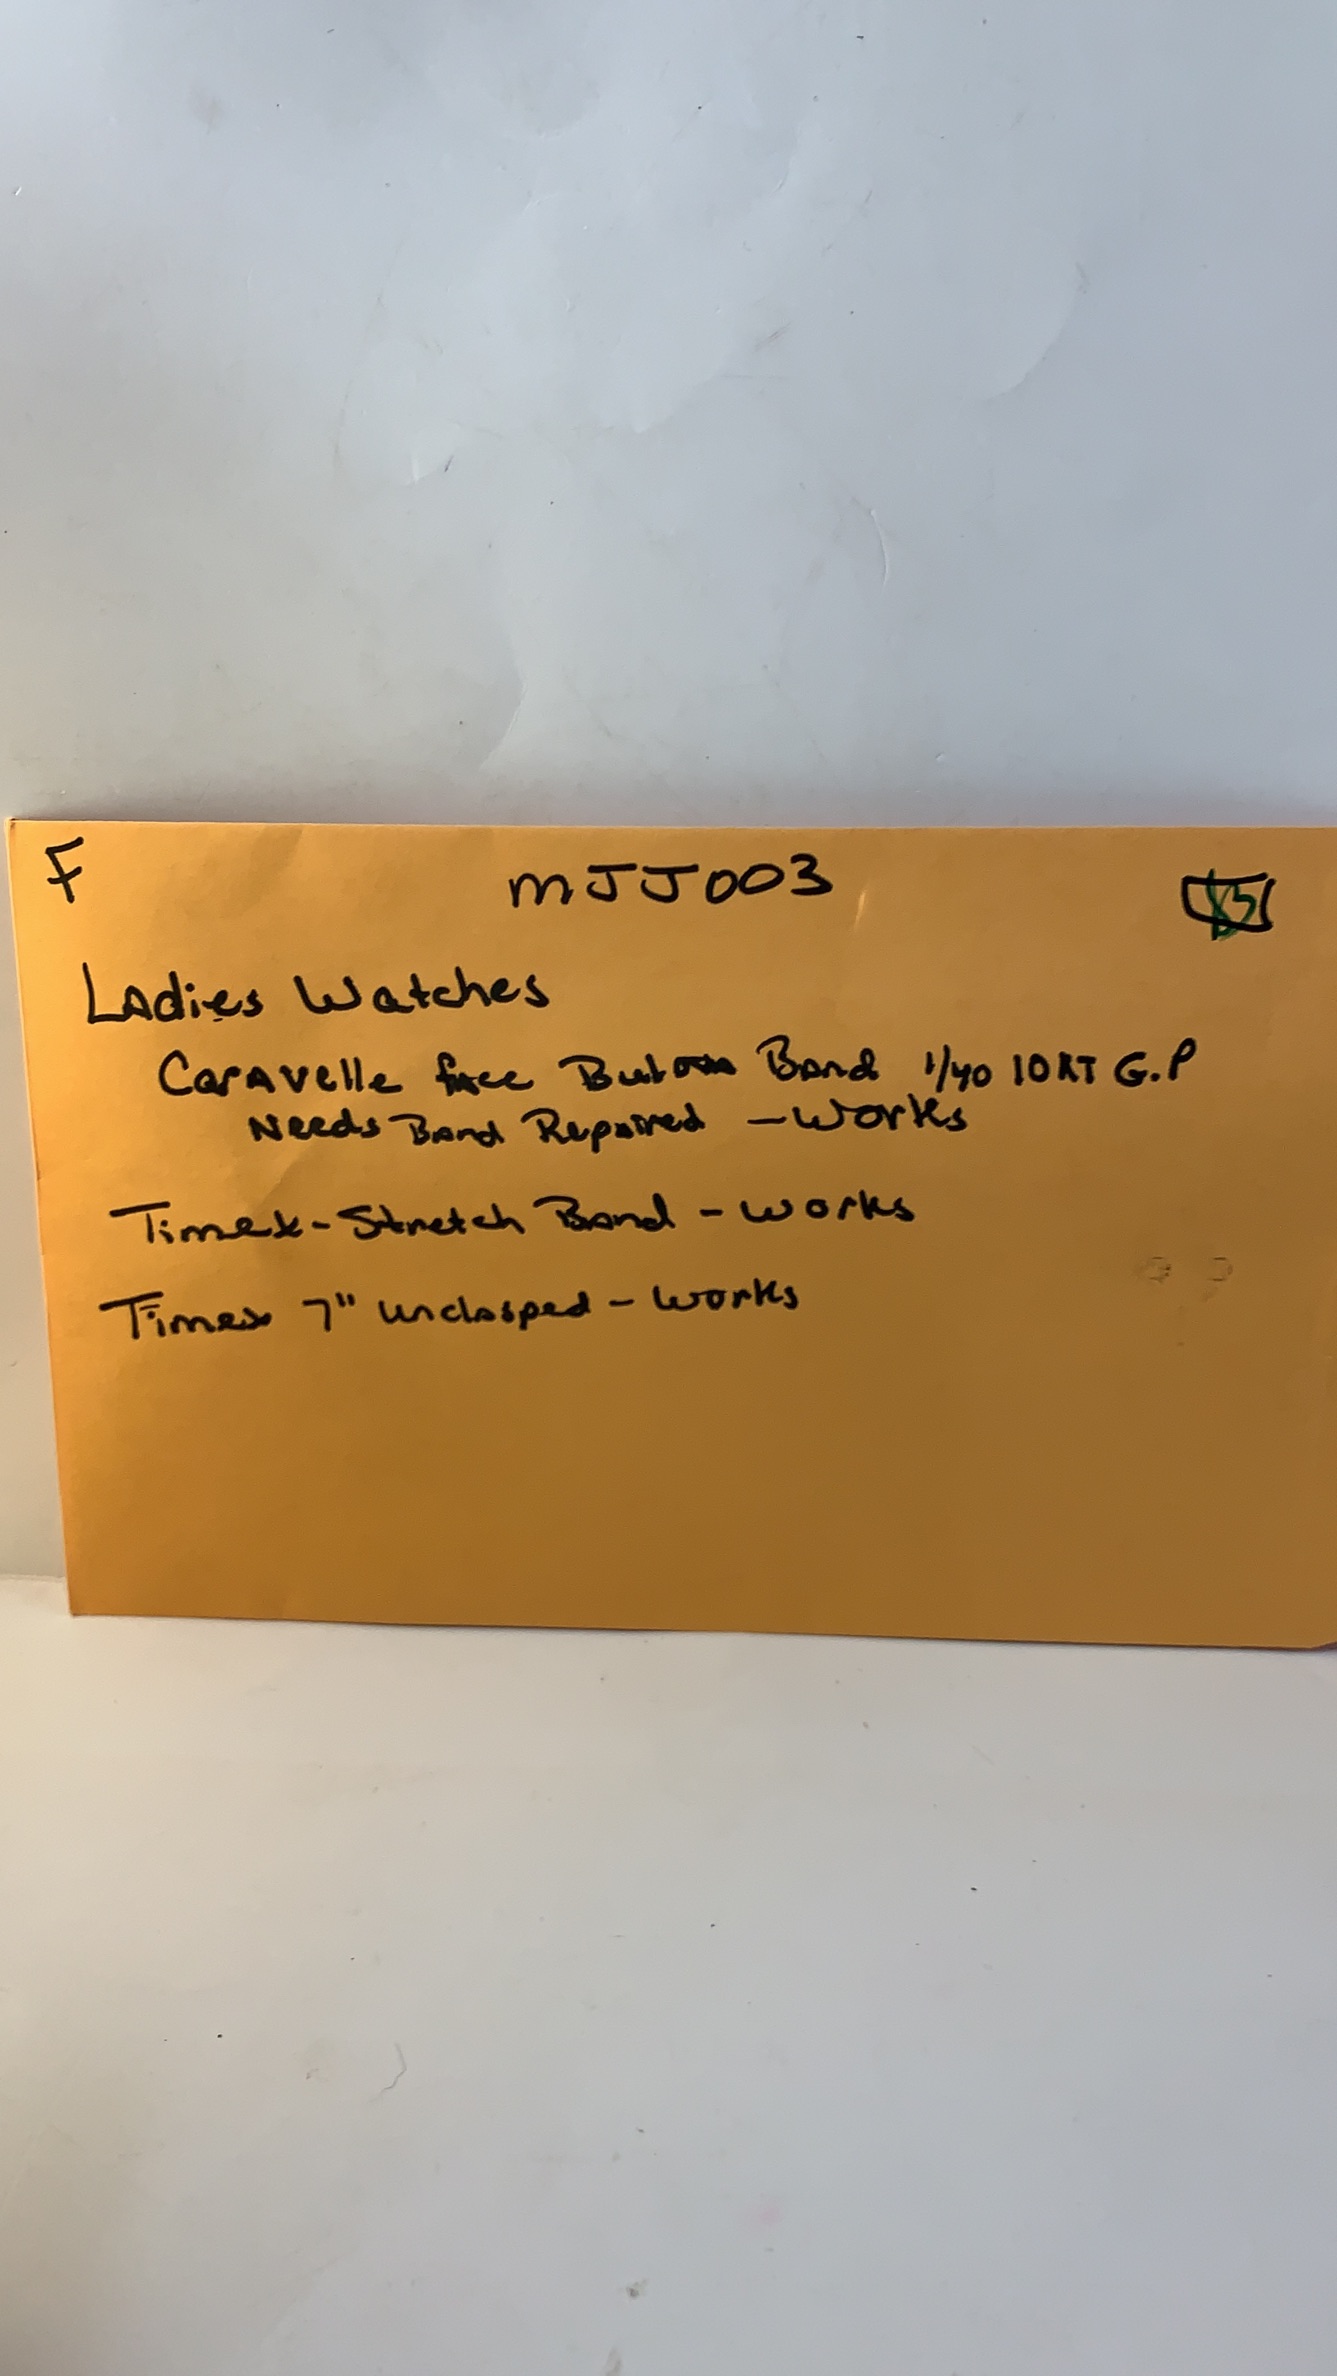 F
mJJ003
$5
Ladies Watches
Caravelle face Band 1/40 10KT G.P
Needs Band Repaired - Works
Timex - Stretch Band - Works
Timex 7" unclasped - Works